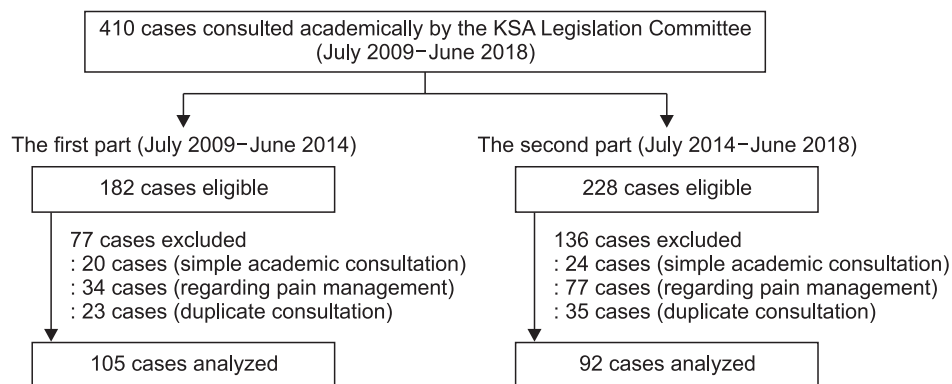 410 cases consulted academically by the KSA Legislation Committee
(July 2009−June 2018)
The first part (July 2009−June 2014)
182 cases eligible
77 cases excluded
: 20 cases (simple academic consultation)
: 34 cases (regarding pain management)
: 23 cases (duplicate consultation)
105 cases analyzed
The second part (July 2014−June 2018)
228 cases eligible
136 cases excluded
: 24 cases (simple academic consultation)
: 77 cases (regarding pain management)
: 35 cases (duplicate consultation)
92 cases analyzed